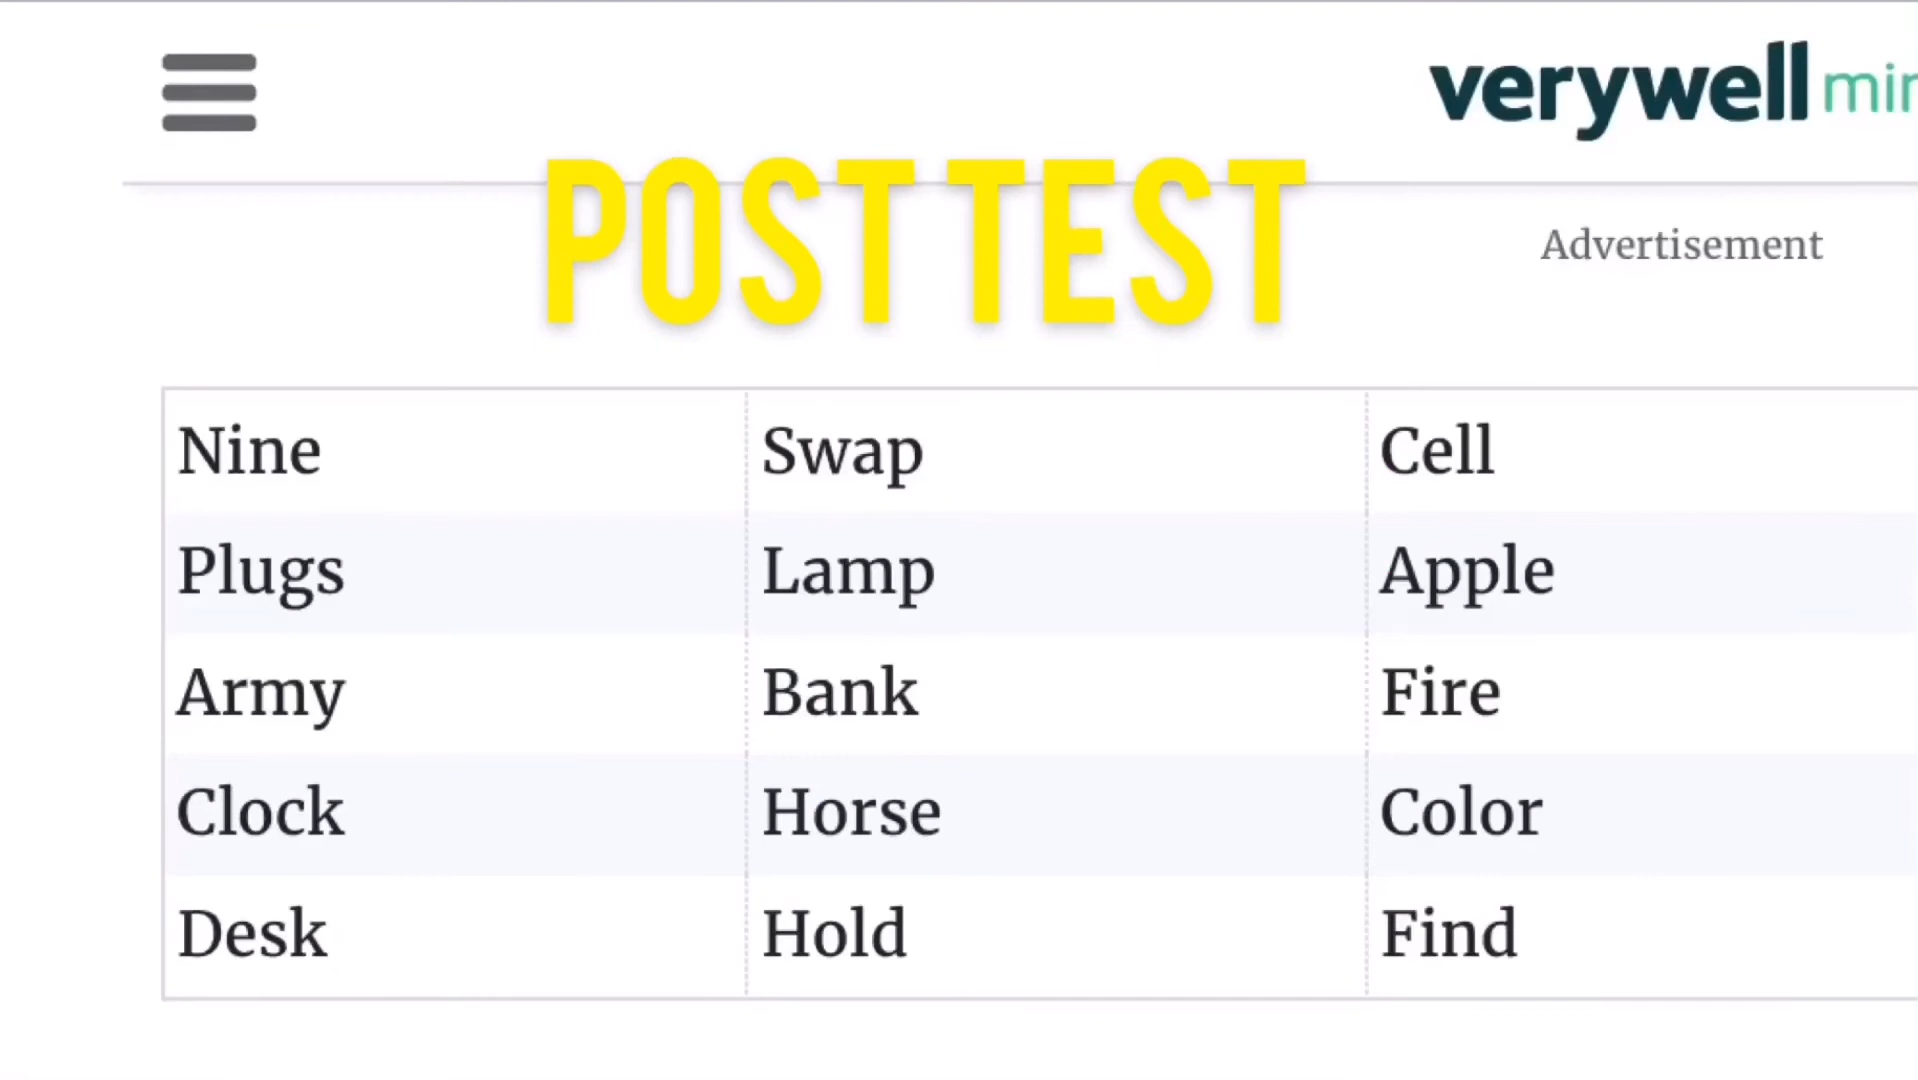 verywell
POST TEST
Advertisement
Nine Swap Cell
Plugs Lamp Apple
Army Bank Fire
Clock Horse Color
Desk Hold Find